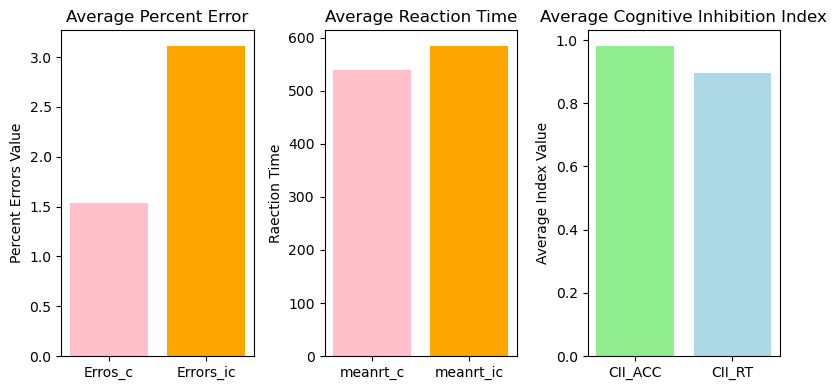 Average Percent Error
Percent Errors Value
3.0
2.5
2.0
1.5
1.0
0.5
0.0
Erros_c
Errors_ic
Average Reaction Time
Raection Time
600
500
400
300
200
100
0
meanrt_c
meanrt_ic
Average Cognitive Inhibition Index
Average Index Value
1.0
0.8
0.6
0.4
0.2
0.0
CII_ACC
CII_RT